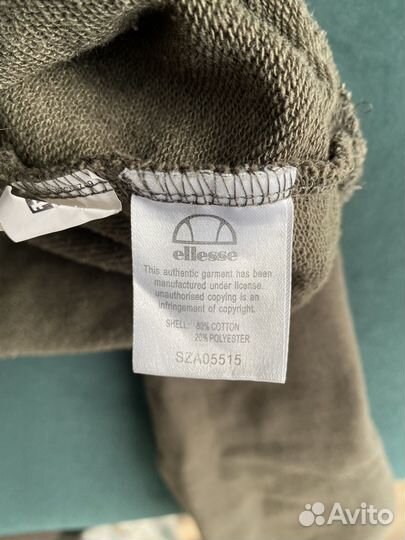 ellesse
This authentic garment has been
manufactured under license.
unauthorised copying is an
infringement of copyright.
SHELL: 80% COTTON
20% POLYESTER
SZA05515
Avito